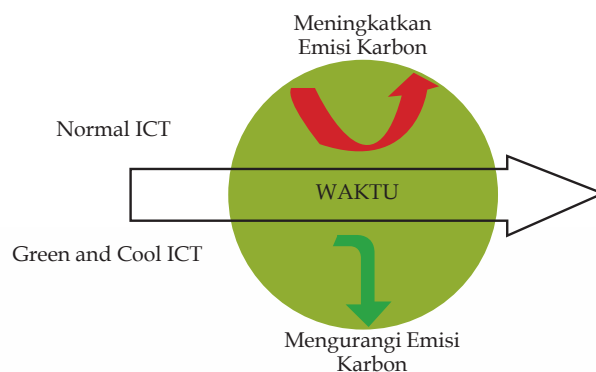 Meningkatkan
Emisi Karbon
Normal ICT
WAKTU
Green and Cool ICT
Mengurangi Emisi
Karbon